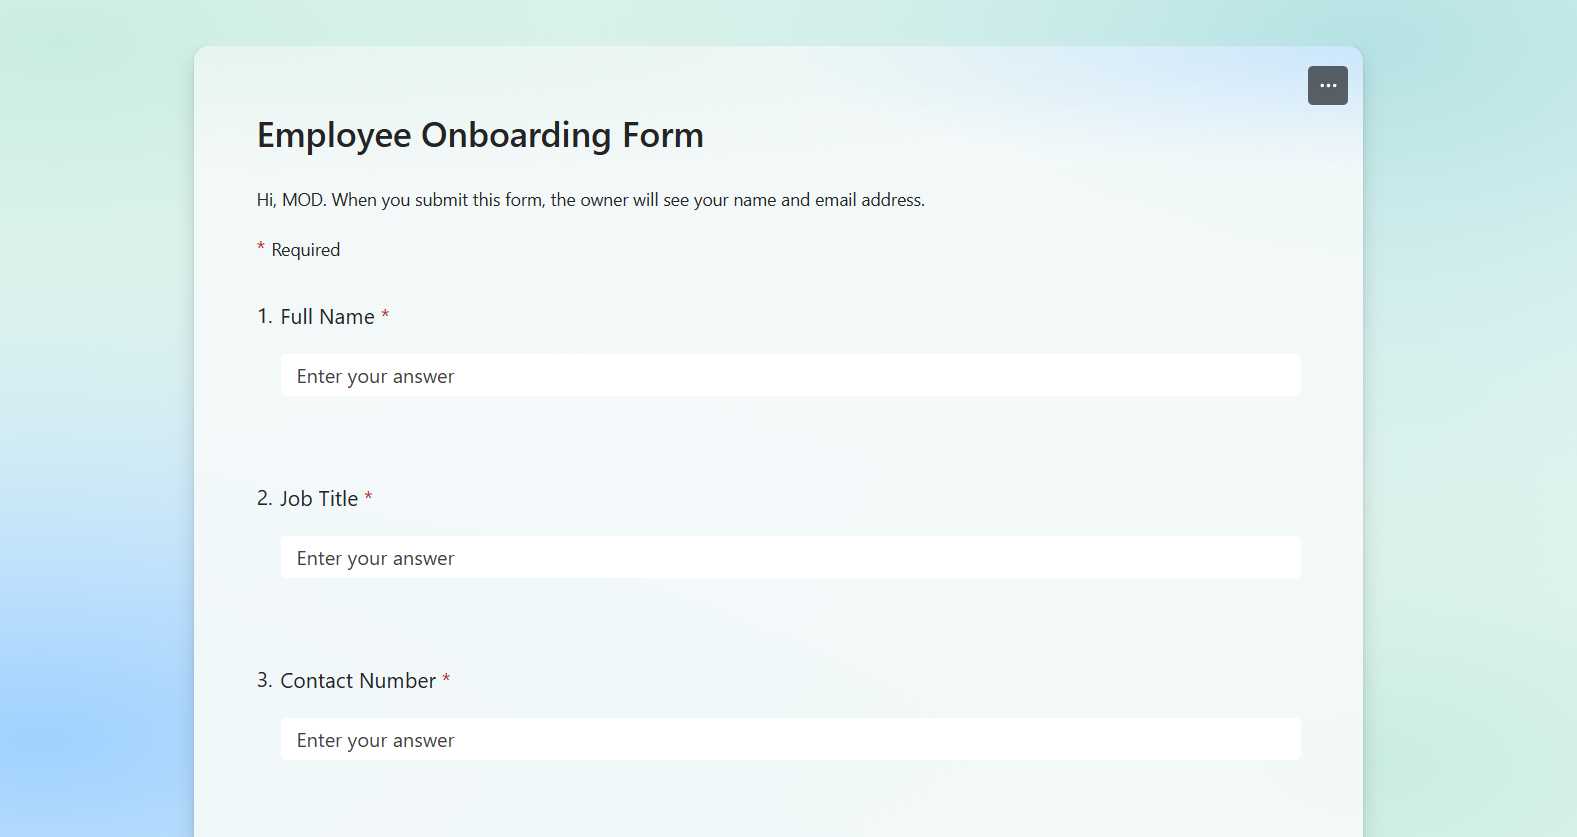 Employee Onboarding Form
Hi, MOD. When you submit this form, the owner will see your name and email address.
* Required
1. Full Name *
Enter your answer
2. Job Title *
Enter your answer
3. Contact Number *
Enter your answer